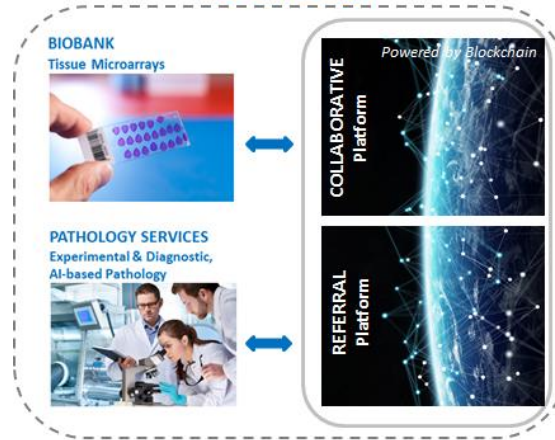 BIOBANK
Tissue Microarrays
PATHOLOGY SERVICES
Experimental & Diagnostic,
AI-based Pathology
Powered by Blockchain
COLLABORATIVE
Platform
REFERRAL
Platform